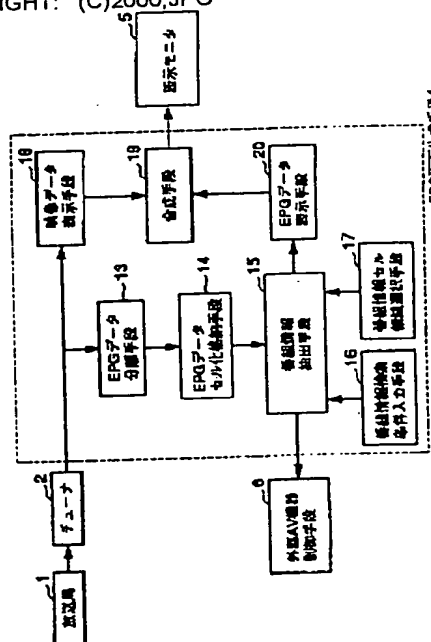 RIGHT: (C)2000,JPO
5
表示モニタ
18
映像データ
表示手段
19
合成手段
20
EPGデータ
表示手段
13
EPGデータ
分離手段
14
EPGデータ
セル化格納手段
15
番組情報
抽出手段
17
番組情報セル
領域選択手段
16
番組情報検索
条件入力手段
2
チューナ
1
放送局
6
外部AV機器
制御手段